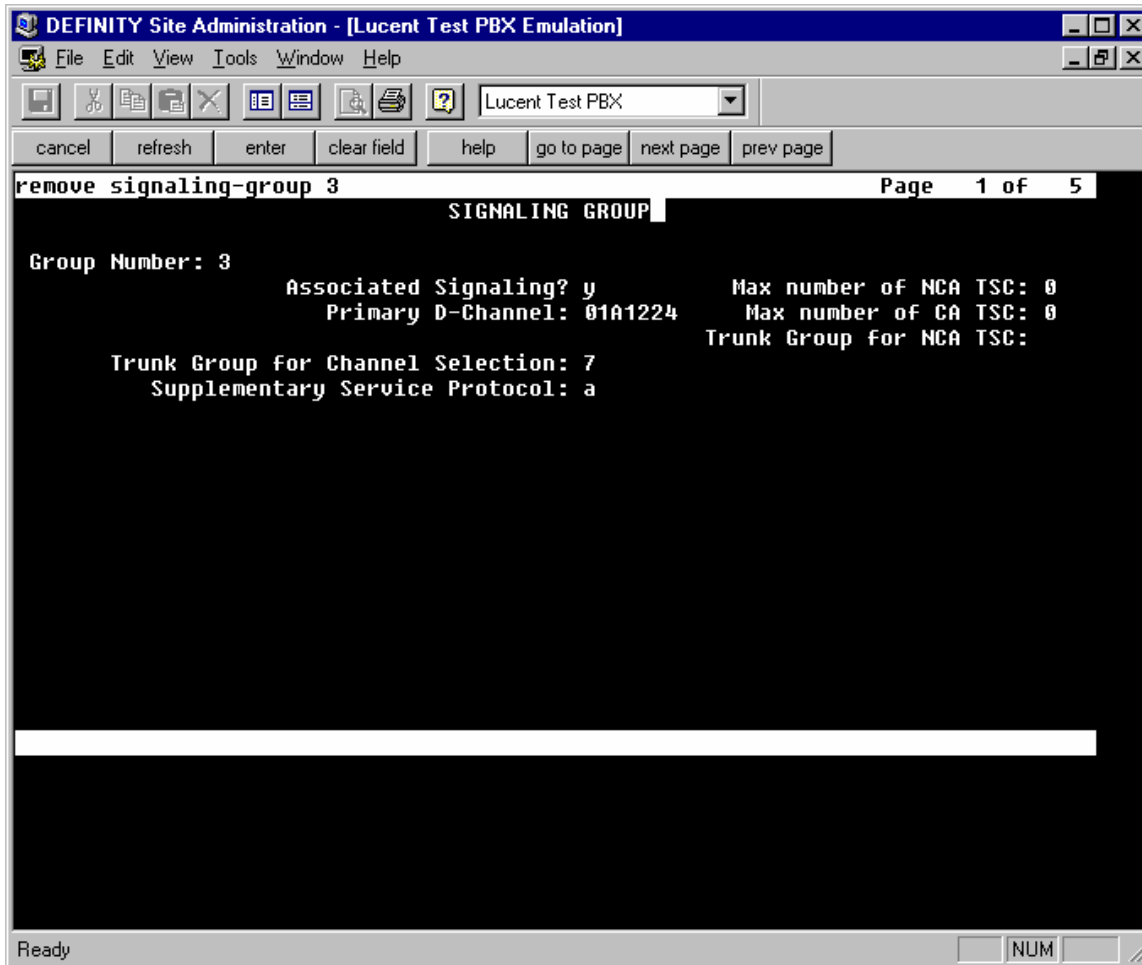 DEFINITY Site Administration - [Lucent Test PBX Emulation]
File Edit View Tools Window Help
Lucent Test PBX
cancel refresh enter clear field help go to page next page prev page
remove signaling-group 3 Page 1 of 5
SIGNALING GROUP
Group Number: 3
Associated Signaling? y Max number of NCA TSC: 0
Primary D-Channel: 01A1224 Max number of CA TSC: 0
Trunk Group for NCA TSC:
Trunk Group for Channel Selection: 7
Supplementary Service Protocol: a
Ready NUM